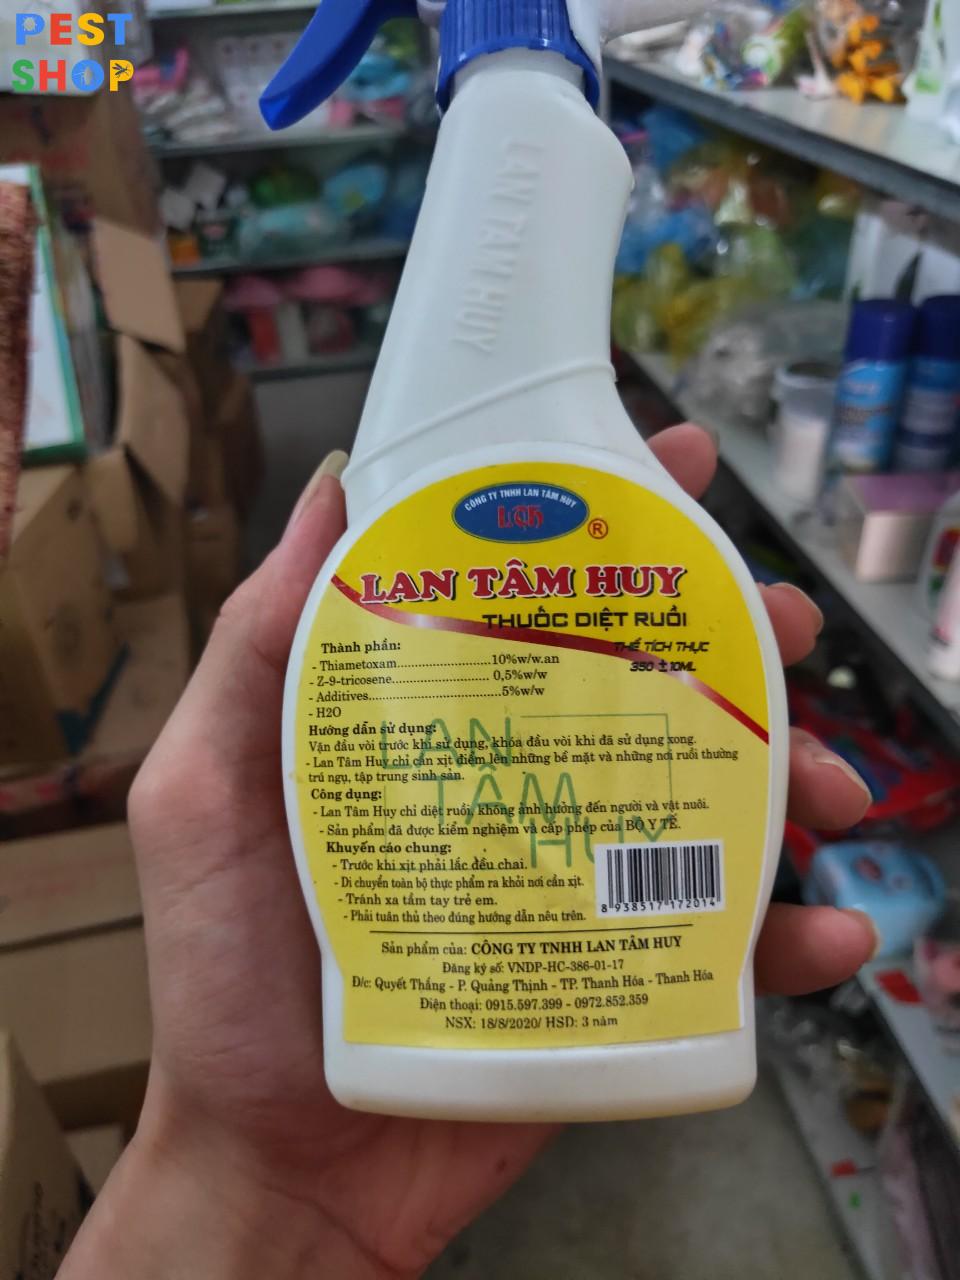 PEST
SHOP
LAN TÂM HUY
CÔNG TY TNHH LAN TÂM HUY
LTH
®
LAN TÂM HUY
THUỐC DIỆT RUỒI
THỂ TÍCH THỰC
350 ± 10ML
Thành phần:
- Thiametoxam..............................10%w/w.an
- Z-9-tricosene............................... 0,5%w/w
- Additives..........................................5%w/w
- H2O
Hướng dẫn sử dụng:
Vặn đầu vòi trước khi sử dụng, khóa đầu vòi khi đã sử dụng xong.
- Lan Tâm Huy chỉ cần xịt điểm lên những bề mặt và những nơi ruồi thường
trú ngụ, tập trung sinh sản.
Công dụng:
- Lan Tâm Huy chỉ diệt ruồi, không ảnh hưởng đến người và vật nuôi.
- Sản phẩm đã được kiểm nghiệm và cấp phép của BỘ Y TẾ.
Khuyến cáo chung:
- Trước khi xịt phải lắc đều chai.
- Di chuyển toàn bộ thực phẩm ra khỏi nơi cần xịt.
- Tránh xa tầm tay trẻ em.
- Phải tuân thủ theo đúng hướng dẫn nêu trên.
LAN
TÂM
HUY
8 938517 172014
Sản phẩm của: CÔNG TY TNHH LAN TÂM HUY
Đăng ký số: VNDP-HC-386-01-17
Đ/c: Quyết Thắng - P. Quảng Thịnh - TP. Thanh Hóa - Thanh Hóa
Điện thoại: 0915.597.399 - 0972.852.359
NSX: 18/8/2020/ HSD: 3 năm